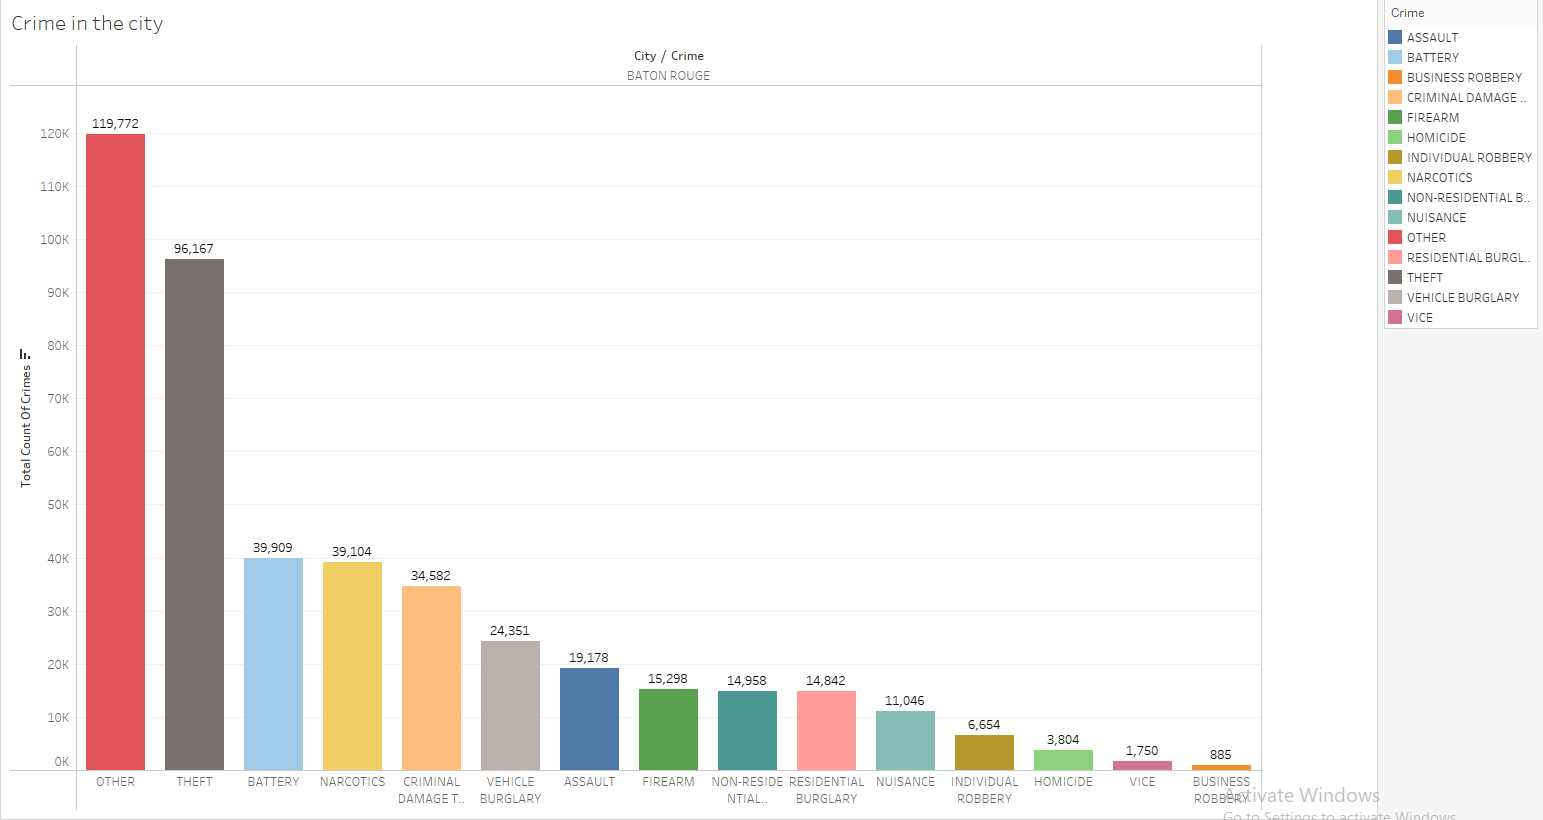 Crime in the city
City / Crime
BATON ROUGE
Total Count Of Crimes
120K
110K
100K
90K
80K
70K
60K
50K
40K
30K
20K
10K
0K
119,772
96,167
39,909
39,104
34,582
24,351
19,178
15,298
14,958
14,842
11,046
6,654
3,804
1,750
885
OTHER
THEFT
BATTERY
NARCOTICS
CRIMINAL
DAMAGE T..
VEHICLE
BURGLARY
ASSAULT
FIREARM
NON-RESIDE
NTIAL..
RESIDENTIAL
BURGLARY
NUISANCE
INDIVIDUAL
ROBBERY
HOMICIDE
VICE
BUSINESS
ROBBERY
Crime
ASSAULT
BATTERY
BUSINESS ROBBERY
CRIMINAL DAMAGE ..
FIREARM
HOMICIDE
INDIVIDUAL ROBBERY
NARCOTICS
NON-RESIDENTIAL B..
NUISANCE
OTHER
RESIDENTIAL BURGL..
THEFT
VEHICLE BURGLARY
VICE
Activate Windows
Go to Settings to activate Windows.